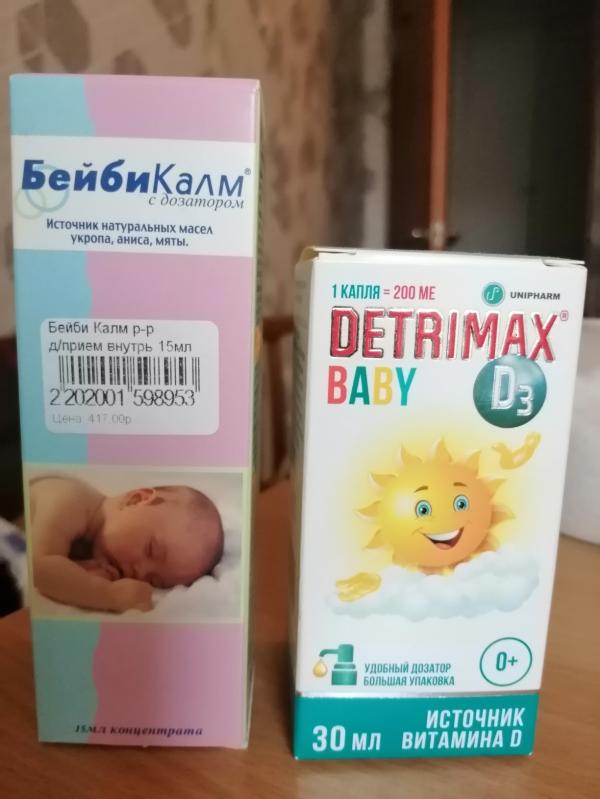 БейбиКалм®
с дозатором
Источник натуральных масел
укропа, аниса, мяты.
Бейби Калм р-р
д/прием внутрь 15мл
2 202001 598953
Цена: 417.00р
15мл концентрата
1 КАПЛЯ = 200 МЕ
UNIPHARM
DETRIMAX®
BABY
D3
УДОБНЫЙ ДОЗАТОР
БОЛЬШАЯ УПАКОВКА
0+
30 МЛ
ИСТОЧНИК
ВИТАМИНА D